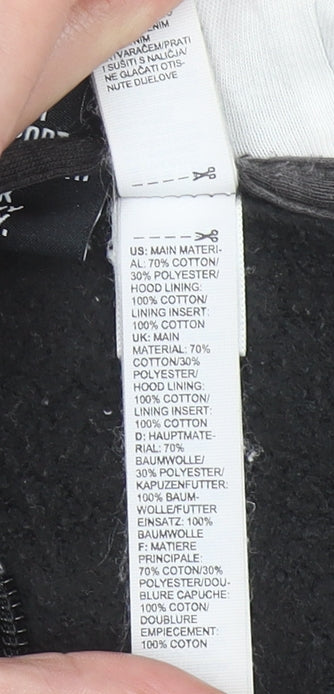 VARAČEM/PRATI
I SUŠITI S NALIČJA/
NE GLAČATI OTIS-
NUTE DIJELOVE
US: MAIN MATERI-
AL: 70% COTTON/
30% POLYESTER/
HOOD LINING:
100% COTTON/
LINING INSERT:
100% COTTON
UK: MAIN
MATERIAL: 70%
COTTON/30%
POLYESTER/
HOOD LINING:
100% COTTON/
LINING INSERT:
100% COTTON
D: HAUPTMATE-
RIAL: 70%
BAUMWOLLE/
30% POLYESTER/
KAPUZENFUTTER:
100% BAUM-
WOLLE/FUTTER
EINSATZ: 100%
BAUMWOLLE
F: MATIERE
PRINCIPALE:
70% COTON/30%
POLYESTER/DOU-
BLURE CAPUCHE:
100% COTON/
DOUBLURE
EMPIECEMENT:
100% COTON